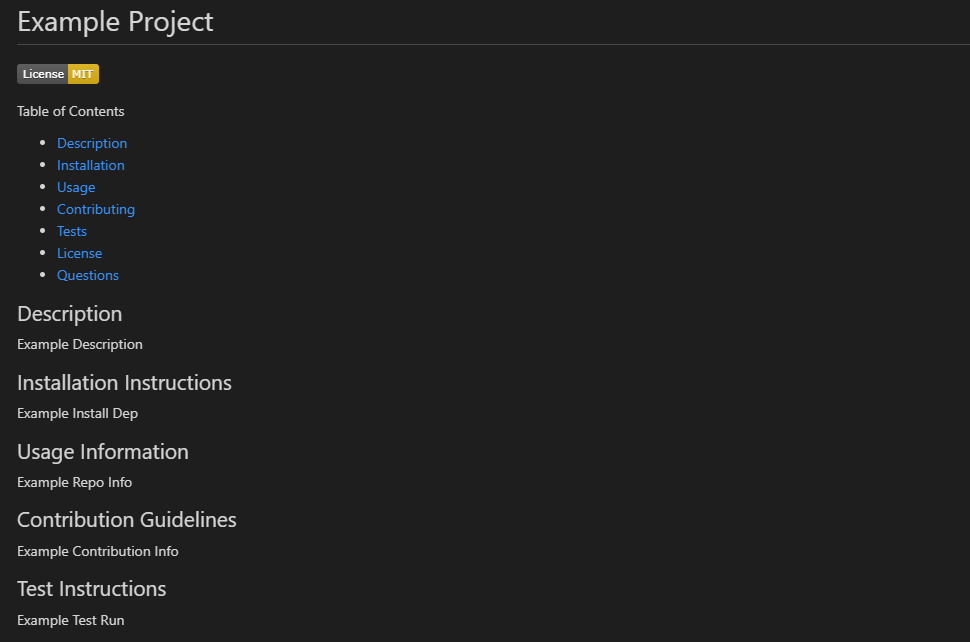 Example Project
License MIT
Table of Contents
Description
Installation
Usage
Contributing
Tests
License
Questions
Description
Example Description
Installation Instructions
Example Install Dep
Usage Information
Example Repo Info
Contribution Guidelines
Example Contribution Info
Test Instructions
Example Test Run